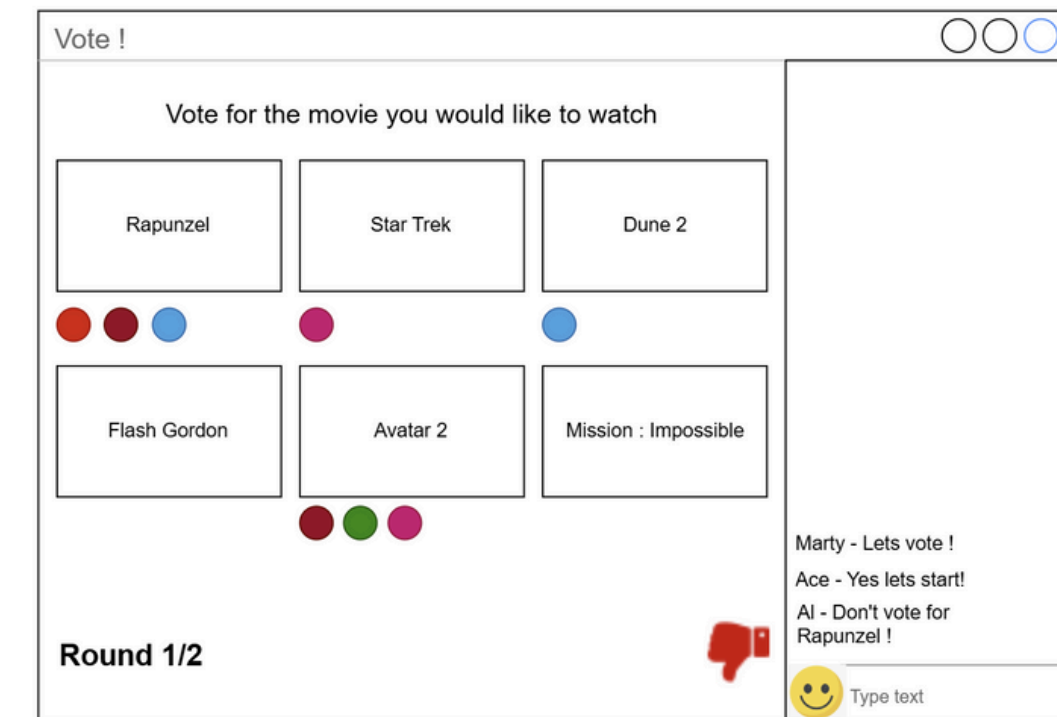 Vote !
Vote for the movie you would like to watch
Rapunzel
Star Trek
Dune 2
Flash Gordon
Avatar 2
Mission : Impossible
Round 1/2
Marty - Lets vote !
Ace - Yes lets start!
Al - Don't vote for
Rapunzel !
Type text